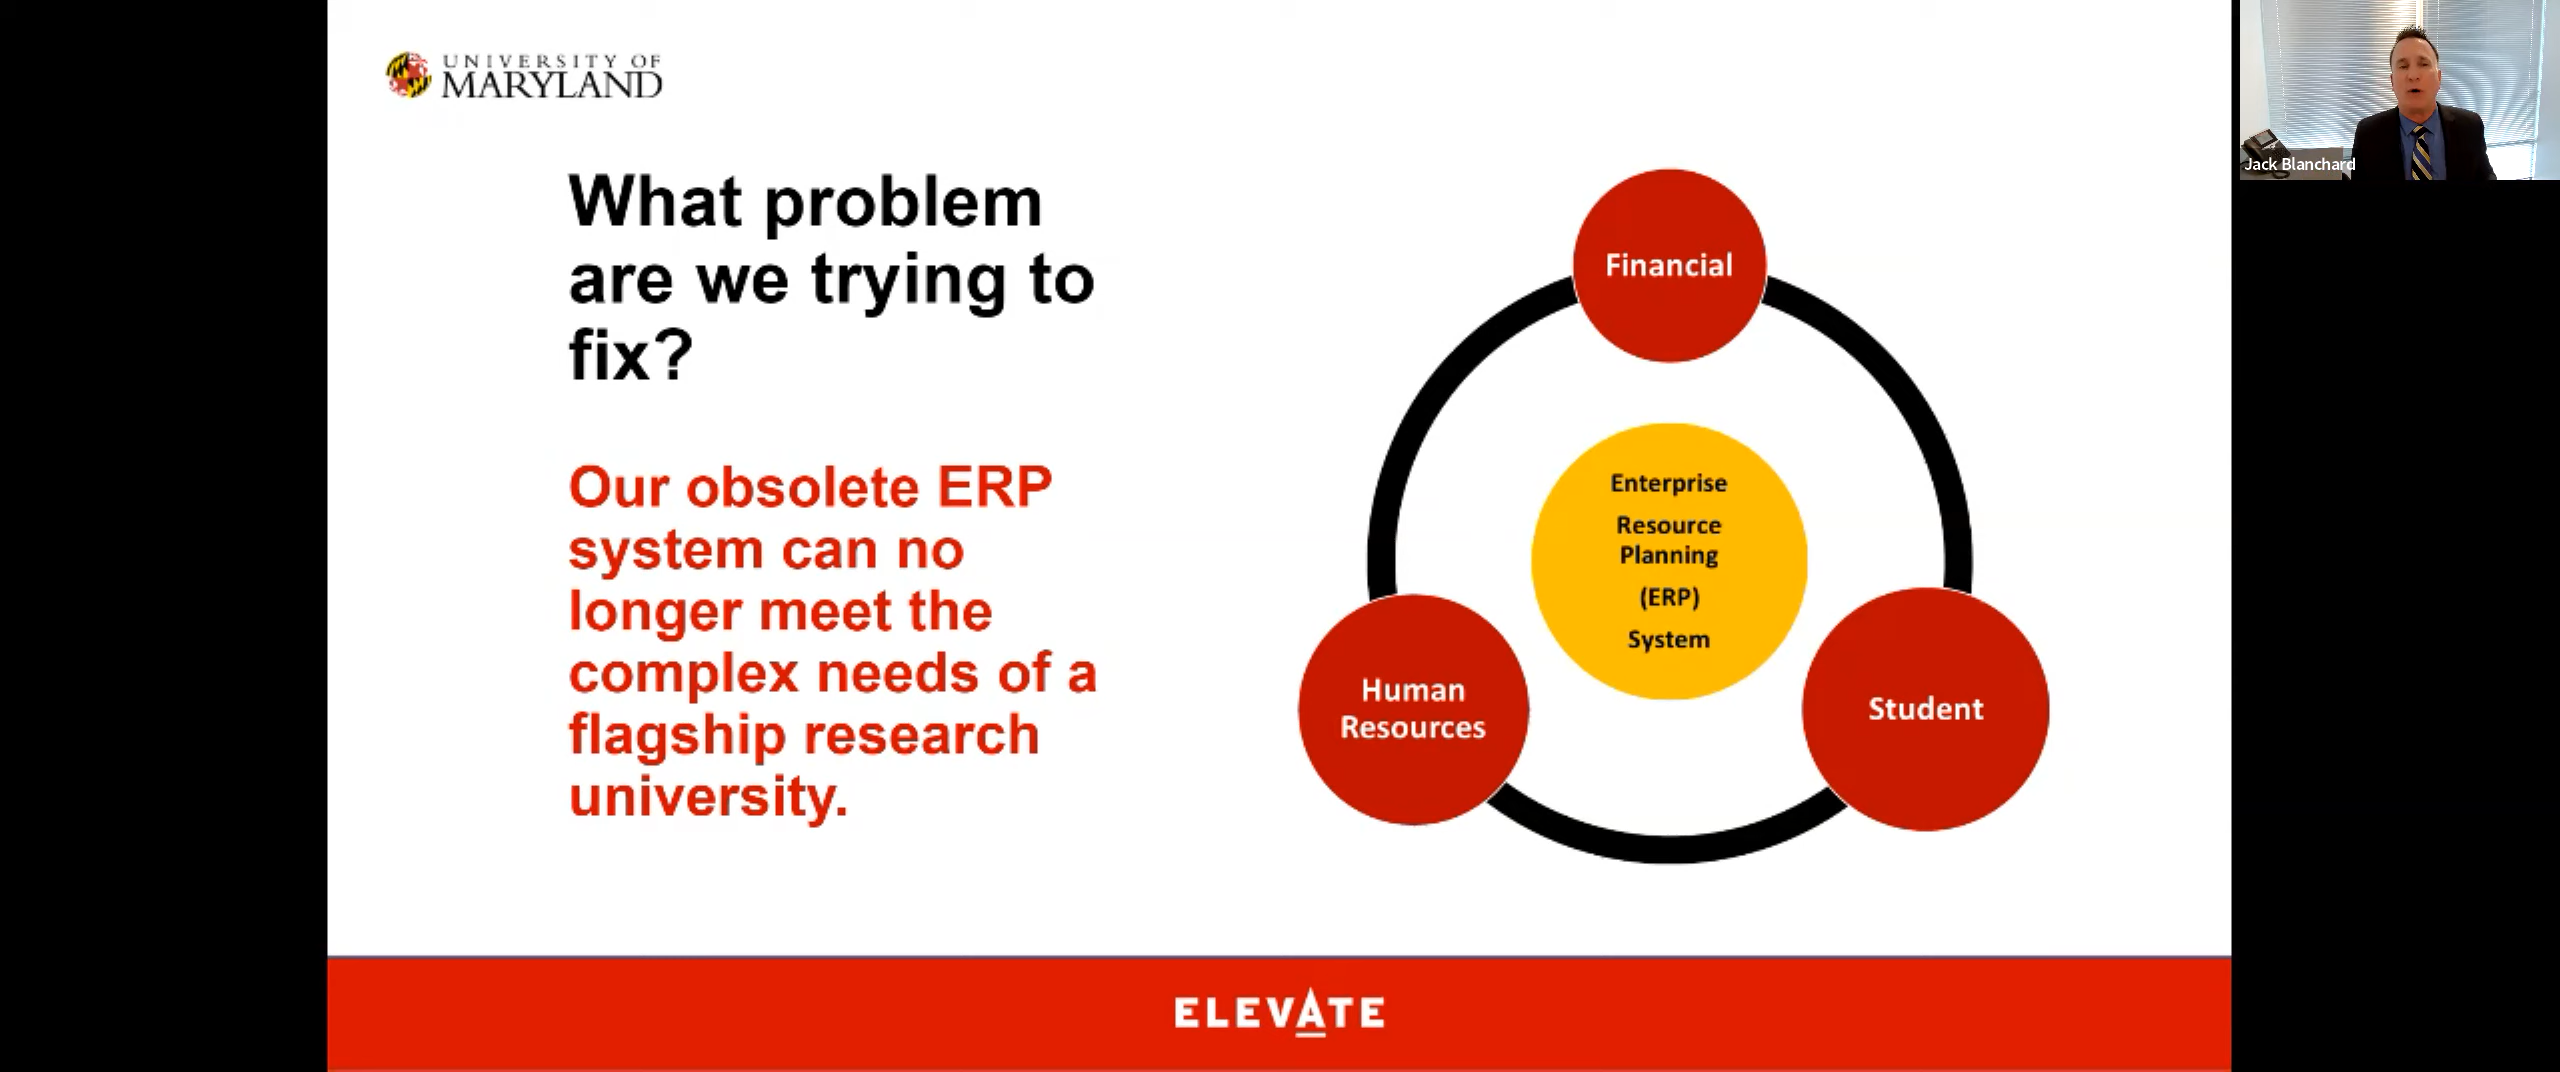 UNIVERSITY OF
MARYLAND
What problem
are we trying to
fix?
Our obsolete ERP
system can no
longer meet the
complex needs of a
flagship research
university.
Financial
Enterprise
Resource
Planning
(ERP)
System
Human
Resources
Student
ELEVATE
Jack Blanchard